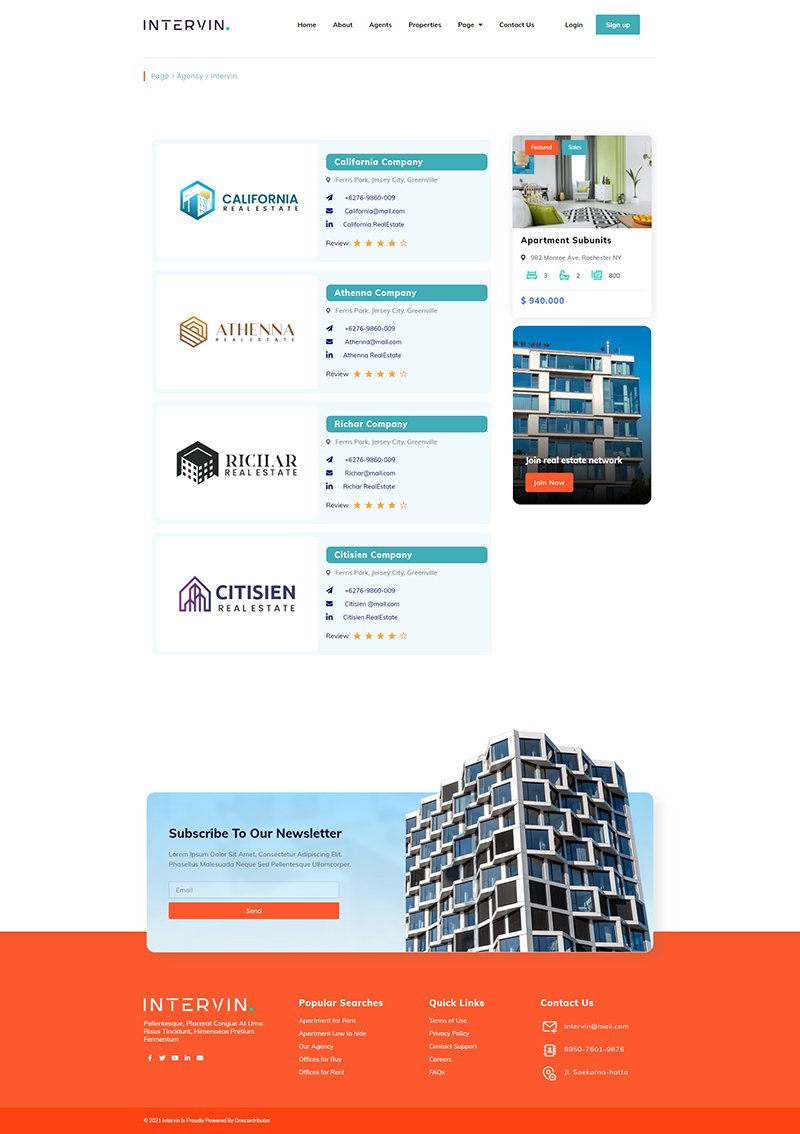 INTERVIN.
Home
About
Agents
Properties
Page
Contact Us
Login
Sign up
Page > Agency > Intervin
CALIFORNIA
REALESTATE
California Company
Ferris Park, Jersey City, Greenville
+6276-9860-009
California@mail.com
California RealEstate
Review
ATHENNA
REALESTATE
Athenna Company
Ferris Park, Jersey City, Greenville
+6276-9860-009
Athenna@mail.com
Athenna RealEstate
Review
RICHAR
REALESTATE
Richar Company
Ferris Park, Jersey City, Greenville
+6276-9860-009
Richar@mail.com
Richar RealEstate
Review
CITISIEN
REALESTATE
Citisien Company
Ferris Park, Jersey City, Greenville
+6276-9860-009
Citisien @mail.com
Citisien RealEstate
Review
Featured
Sales
Apartment Subunits
982 Monroe Ave, Rochester NY
3
2
800
$ 940.000
Join real estate network
Join Now
Subscribe To Our Newsletter
Lorem Ipsum Dolor Sit Amet, Consectetur Adipiscing Elit.
Phasellus Malesuada Neque Sed Pellentesque Ullamcorper.
Email
Send
INTERVIN.
Pellentesque, Placerat Congue At Urna
Risus Tincidunt, Himenaeos Pretium
Fermentum
Popular Searches
Apartment for Rent
Apartment Low to hide
Our Agency
Offices for Buy
Offices for Rent
Quick Links
Terms of Use
Privacy Policy
Contact Support
Careers
FAQs
Contact Us
intervin@mail.com
8950-7601-9876
Jl. Soekarno-hatta
© 2021 Intervin Is Proudly Powered By Onecontributor